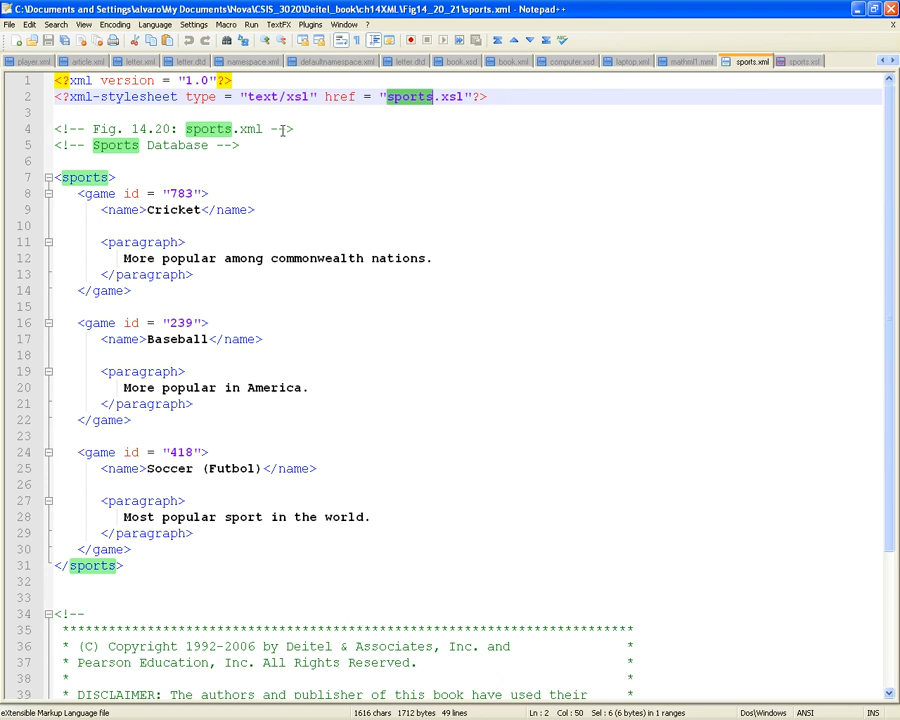 C:\Documents and Settings\alvaro\My Documents\Nova\CSIS_3020\Deitel_book\ch14XML\Fig14_20_21\sports.xml - Notepad++
File Edit Search View Encoding Language Settings Macro Run TextFX Plugins Window ? X
player.xml article.xml letter.xml letter.dtd namespace.xml defaultnamespace.xml letter.dtd book.xsd book.xml computer.xsd laptop.xml mathml1.mml sports.xml sports.xsl
1 <?xml version = "1.0"?>
2 <?xml-stylesheet type = "text/xsl" href = "sports.xsl"?>
3
4 <!-- Fig. 14.20: sports.xml -->
5 <!-- Sports Database -->
6
7 <sports>
8 <game id = "783">
9 <name>Cricket</name>
10
11 <paragraph>
12 More popular among commonwealth nations.
13 </paragraph>
14 </game>
15
16 <game id = "239">
17 <name>Baseball</name>
18
19 <paragraph>
20 More popular in America.
21 </paragraph>
22 </game>
23
24 <game id = "418">
25 <name>Soccer (Futbol)</name>
26
27 <paragraph>
28 Most popular sport in the world.
29 </paragraph>
30 </game>
31 </sports>
32
33
34 <!--
35 **************************************************************************
36 * (C) Copyright 1992-2006 by Deitel & Associates, Inc. and *
37 * Pearson Education, Inc. All Rights Reserved. *
38 * *
39 * DISCLAIMER: The authors and publisher of this book have used their *
eXtensible Markup Language file 1616 chars 1712 bytes 49 lines Ln : 2 Col : 50 Sel : 6 (6 bytes) in 1 ranges Dos\Windows ANSI INS